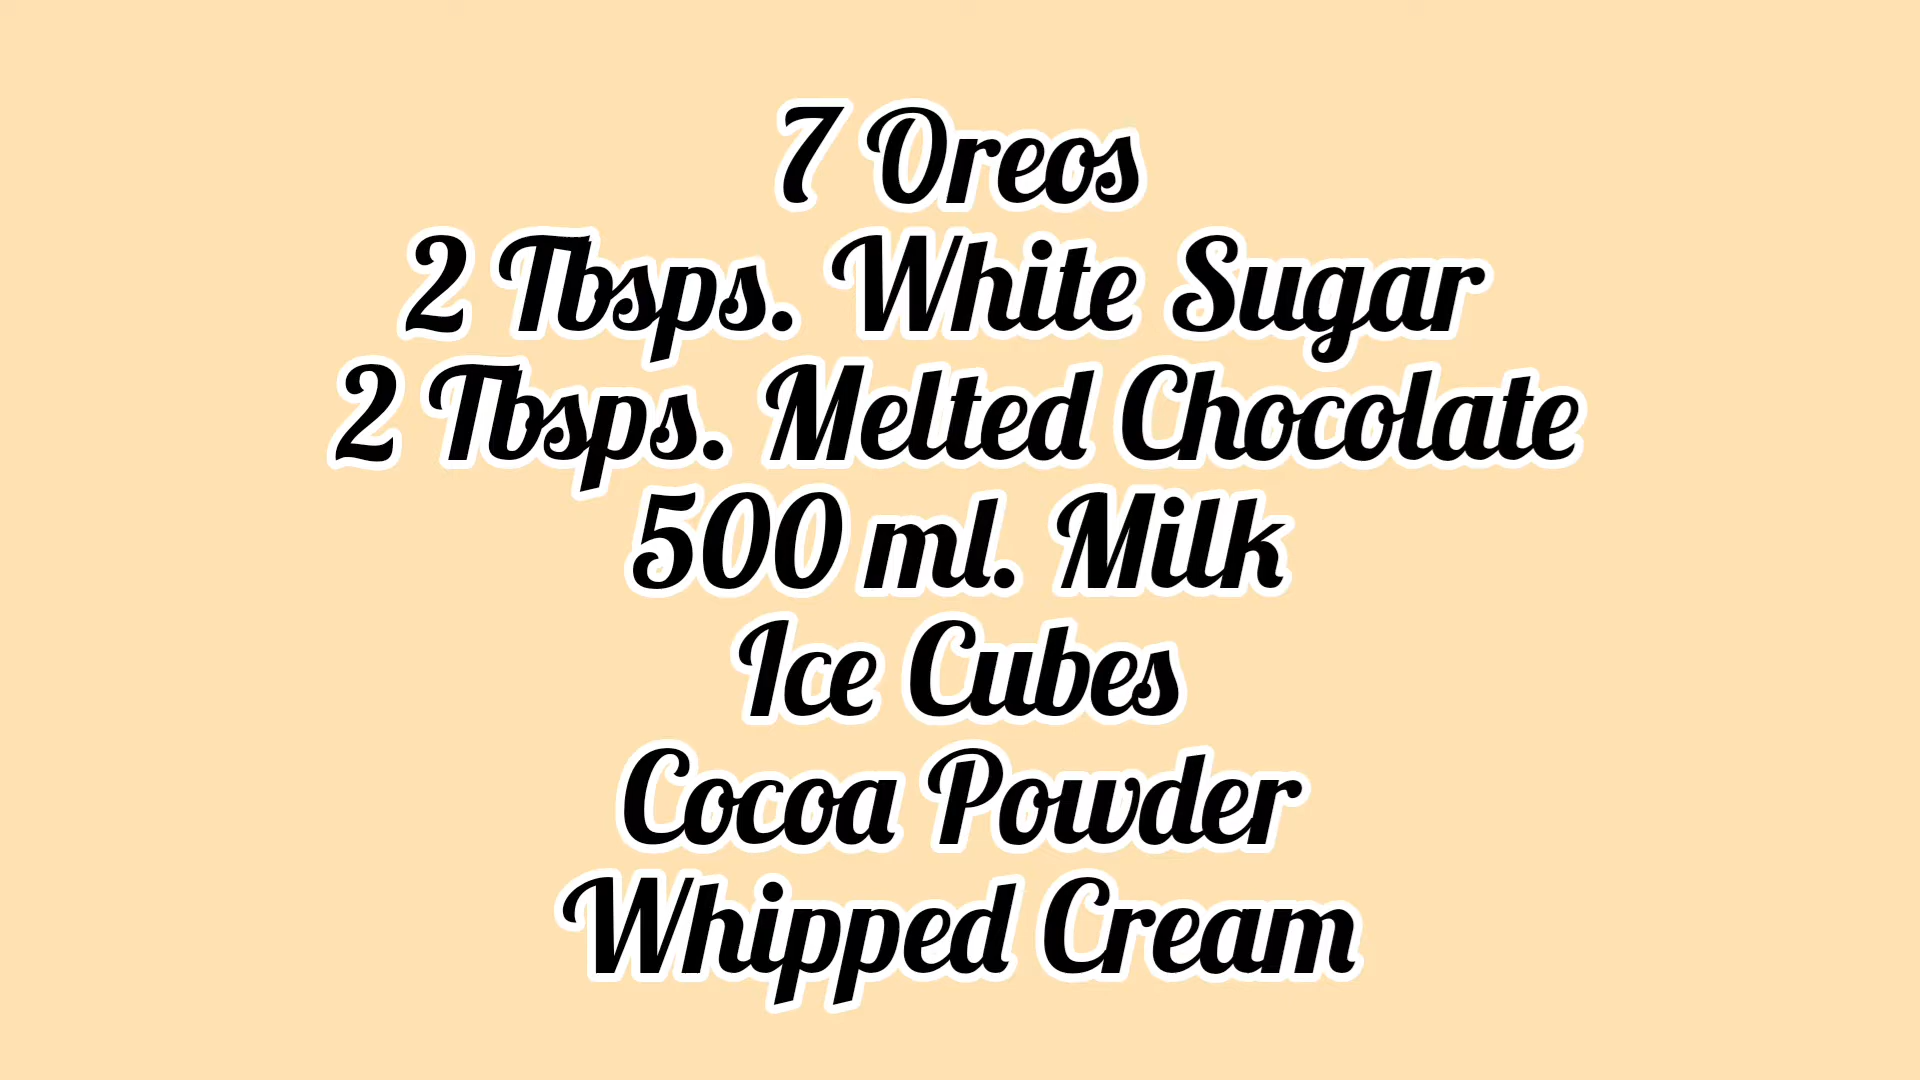 7 Oreos
2 Tbsps. White Sugar
2 Tbsps. Melted Chocolate
500 ml. Milk
Ice Cubes
Cocoa Powder
Whipped Cream